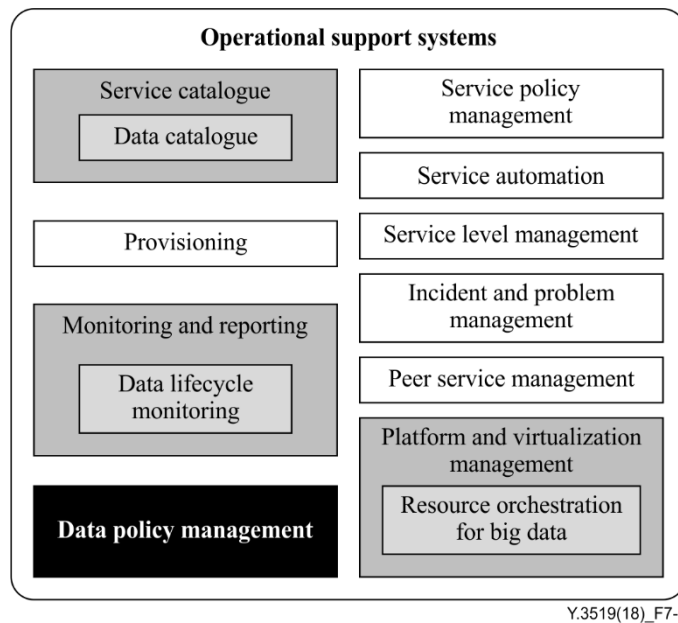 Operational support systems
Service catalogue
Data catalogue
Provisioning
Monitoring and reporting
Data lifecycle
monitoring
Data policy management
Service policy
management
Service automation
Service level management
Incident and problem
management
Peer service management
Platform and virtualization
management
Resource orchestration
for big data
Y.3519(18)_F7-